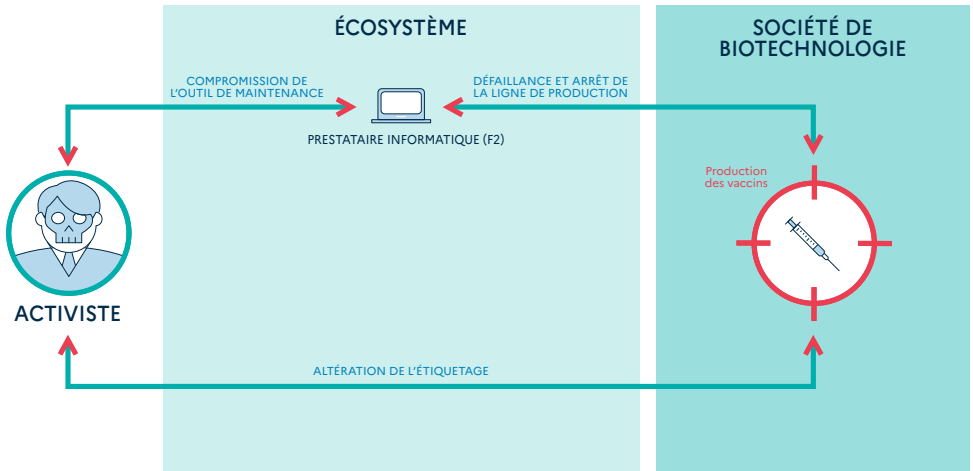 ÉCOSYSTÈME
SOCIÉTÉ DE
BIOTECHNOLOGIE
COMPROMISSION DE
L’OUTIL DE MAINTENANCE
DÉFAILLANCE ET ARRÊT DE
LA LIGNE DE PRODUCTION
PRESTATAIRE INFORMATIQUE (F2)
Production
des vaccins
ACTIVISTE
ALTÉRATION DE L’ÉTIQUETAGE